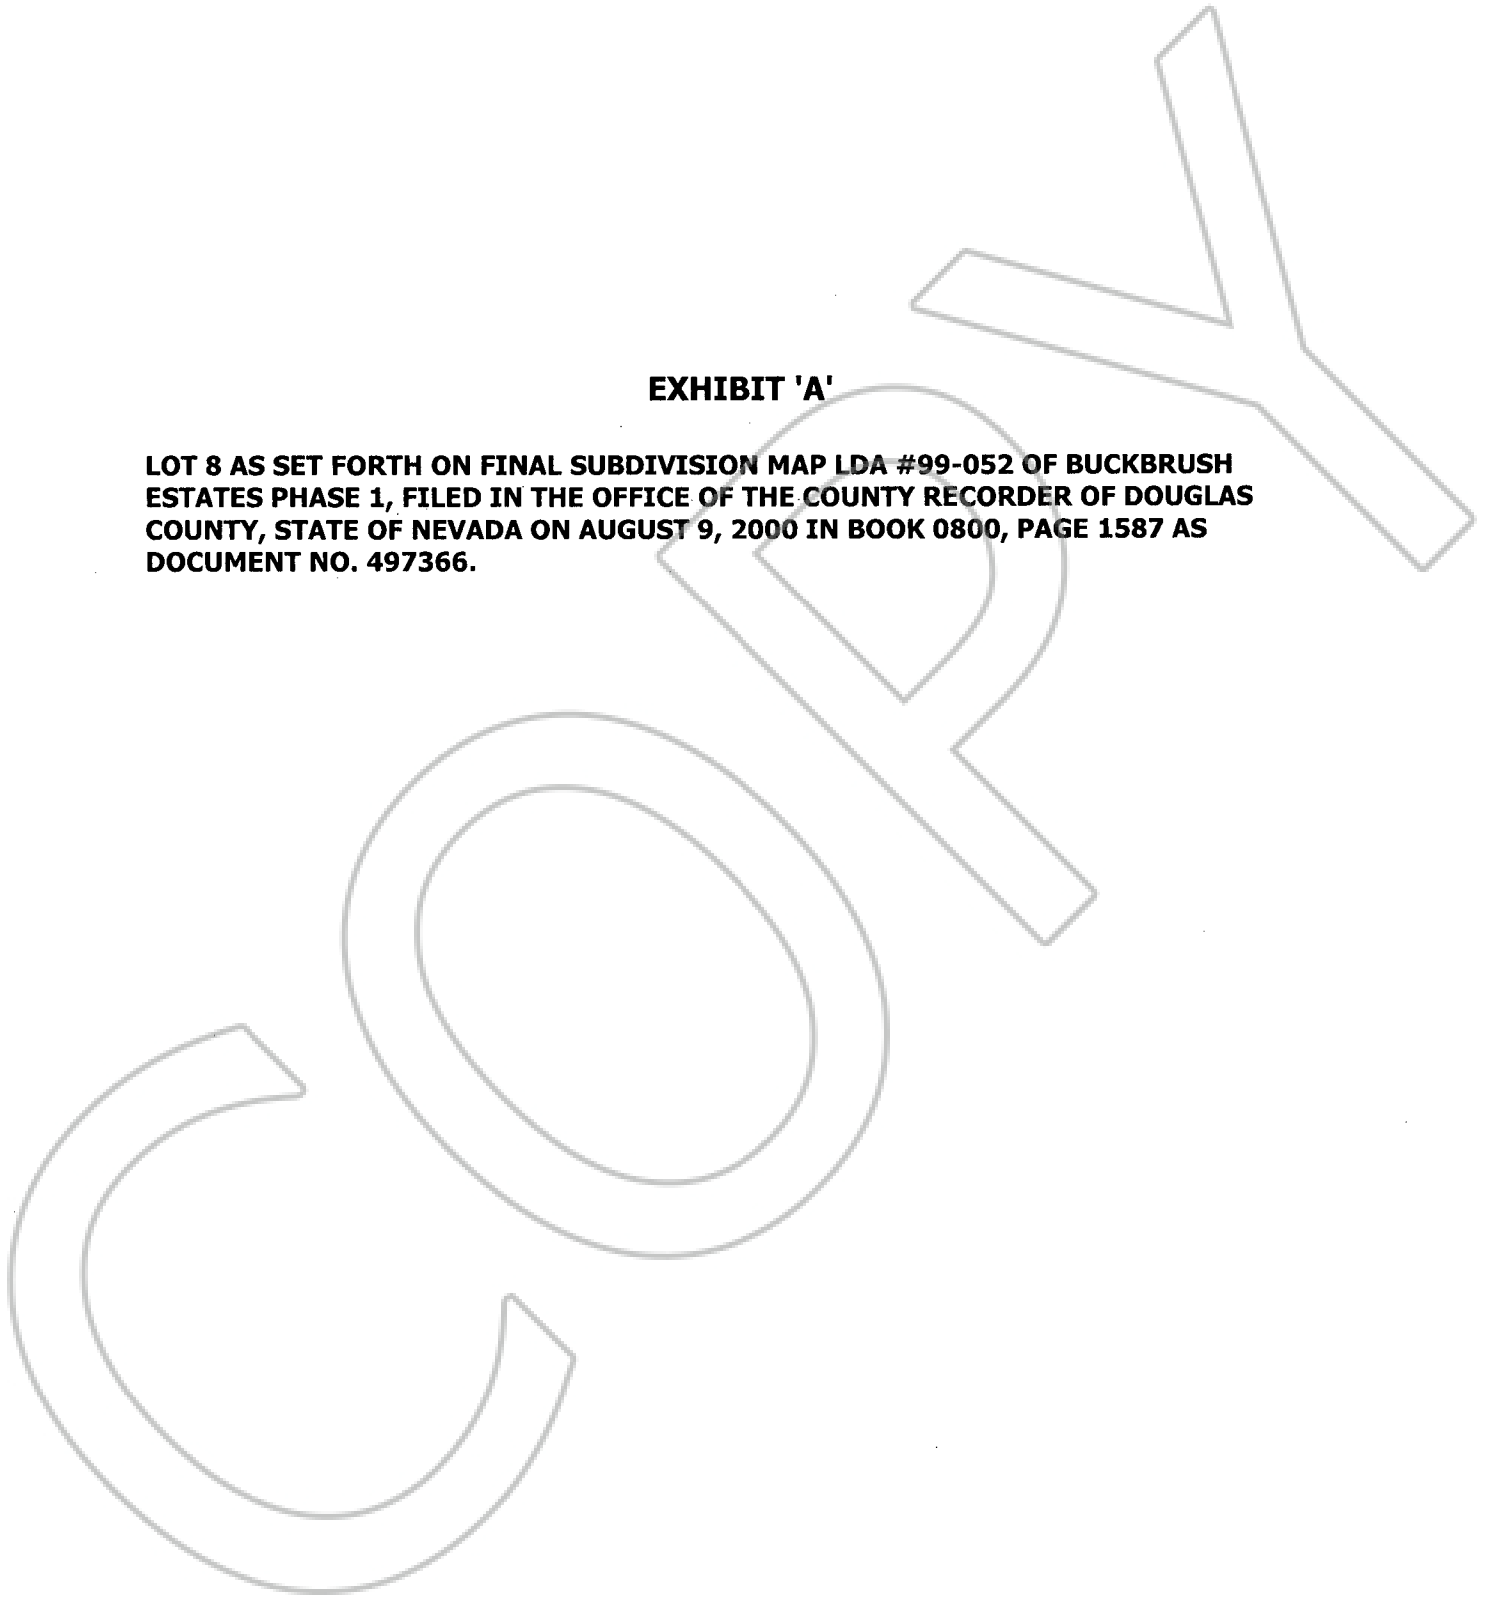 EXHIBIT 'A'
LOT 8 AS SET FORTH ON FINAL SUBDIVISION MAP LDA #99-052 OF BUCKBRUSH
ESTATES PHASE 1, FILED IN THE OFFICE OF THE COUNTY RECORDER OF DOUGLAS
COUNTY, STATE OF NEVADA ON AUGUST 9, 2000 IN BOOK 0800, PAGE 1587 AS
DOCUMENT NO. 497366.
COPY